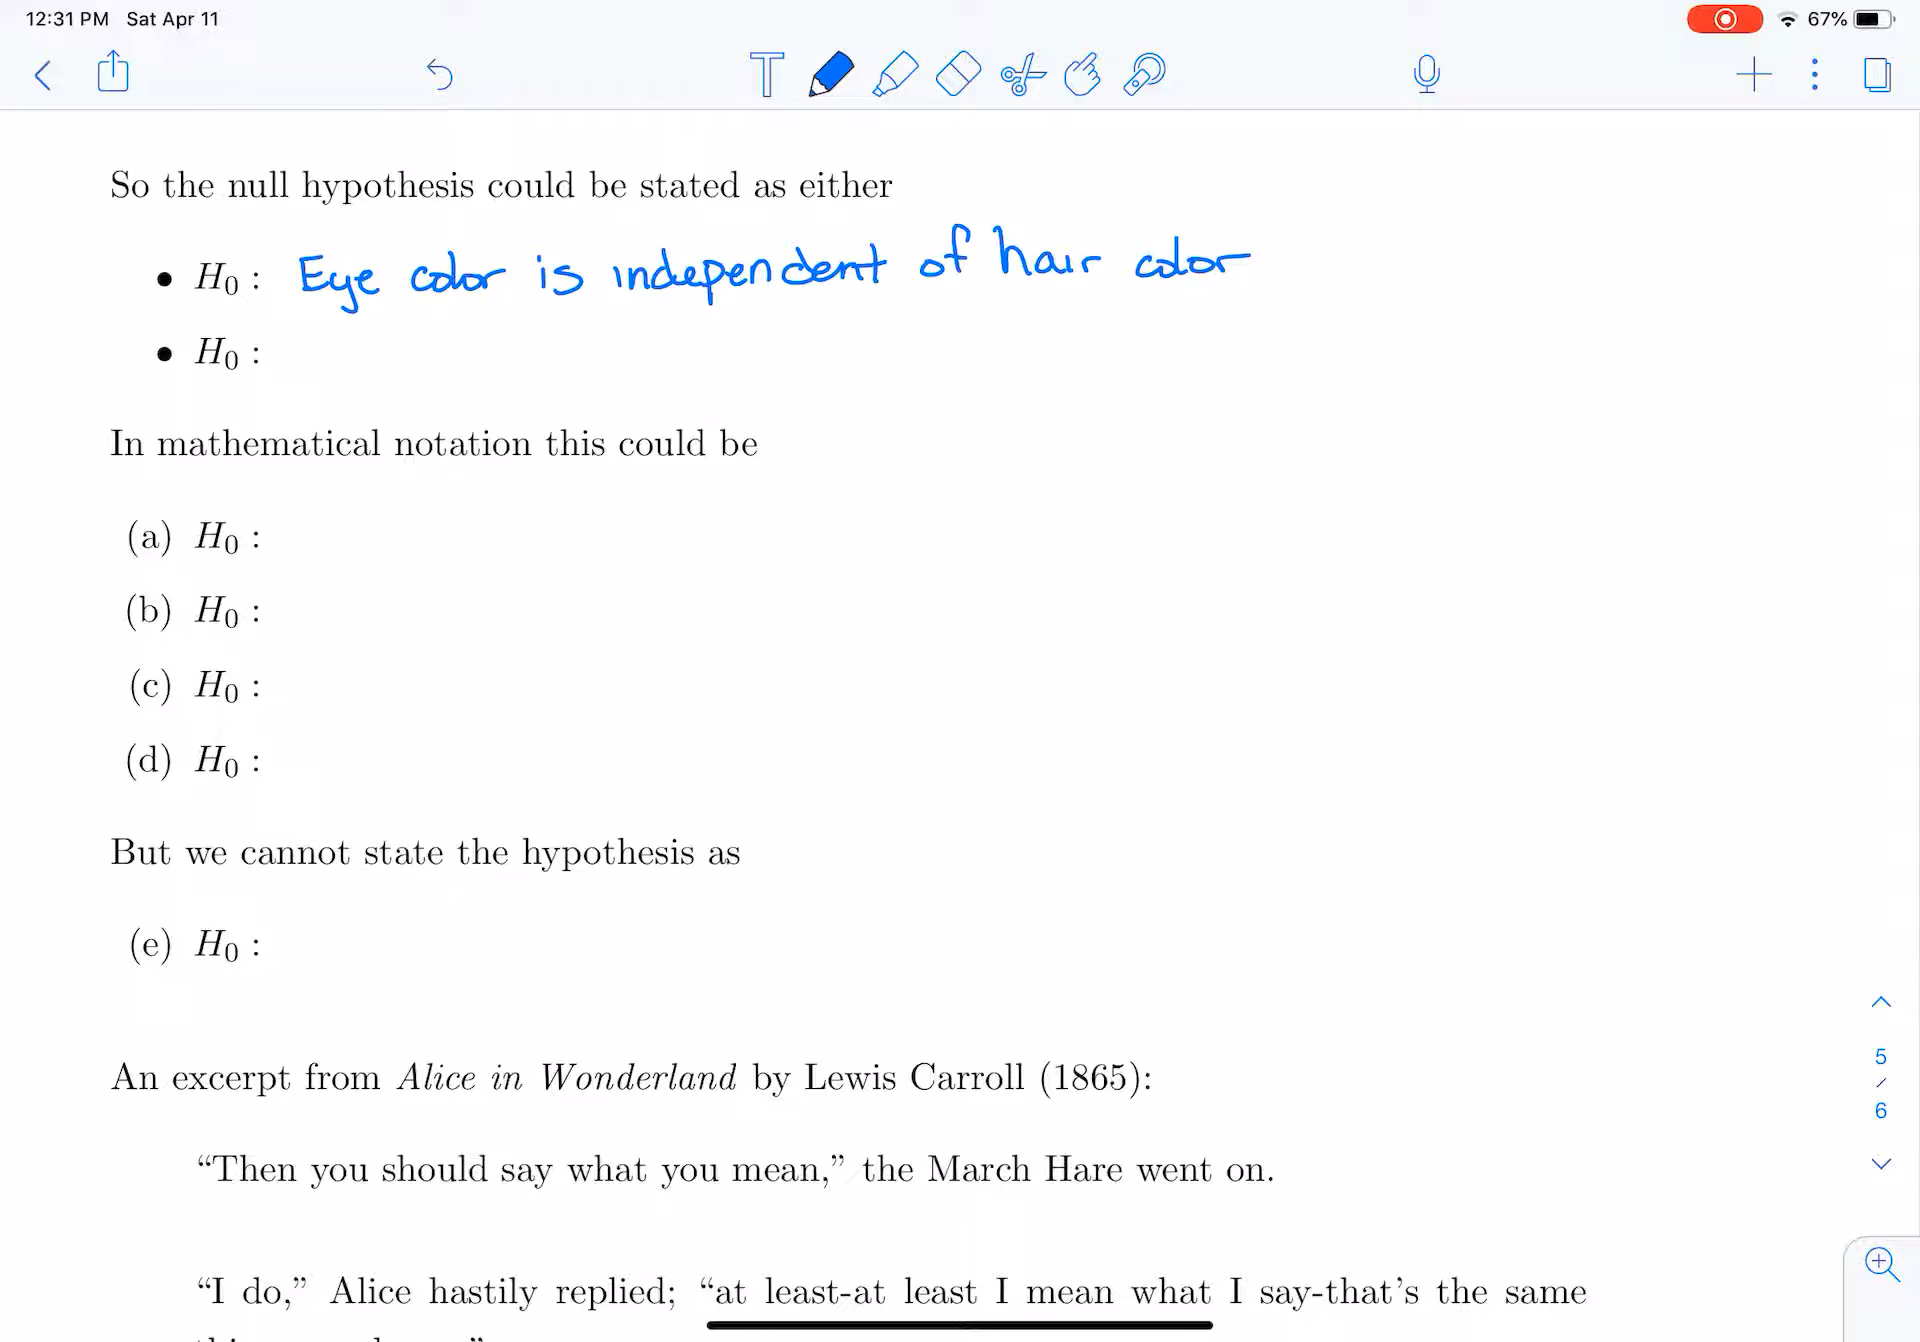 12:31 PM Sat Apr 11 67%
T
So the null hypothesis could be stated as either
• H₀ : Eye color is independent of hair color
• H₀ :
In mathematical notation this could be
(a) H₀ :
(b) H₀ :
(c) H₀ :
(d) H₀ :
But we cannot state the hypothesis as
(e) H₀ :
5
/
6
An excerpt from Alice in Wonderland by Lewis Carroll (1865):
“Then you should say what you mean,” the March Hare went on.
“I do,” Alice hastily replied; “at least-at least I mean what I say-that’s the same